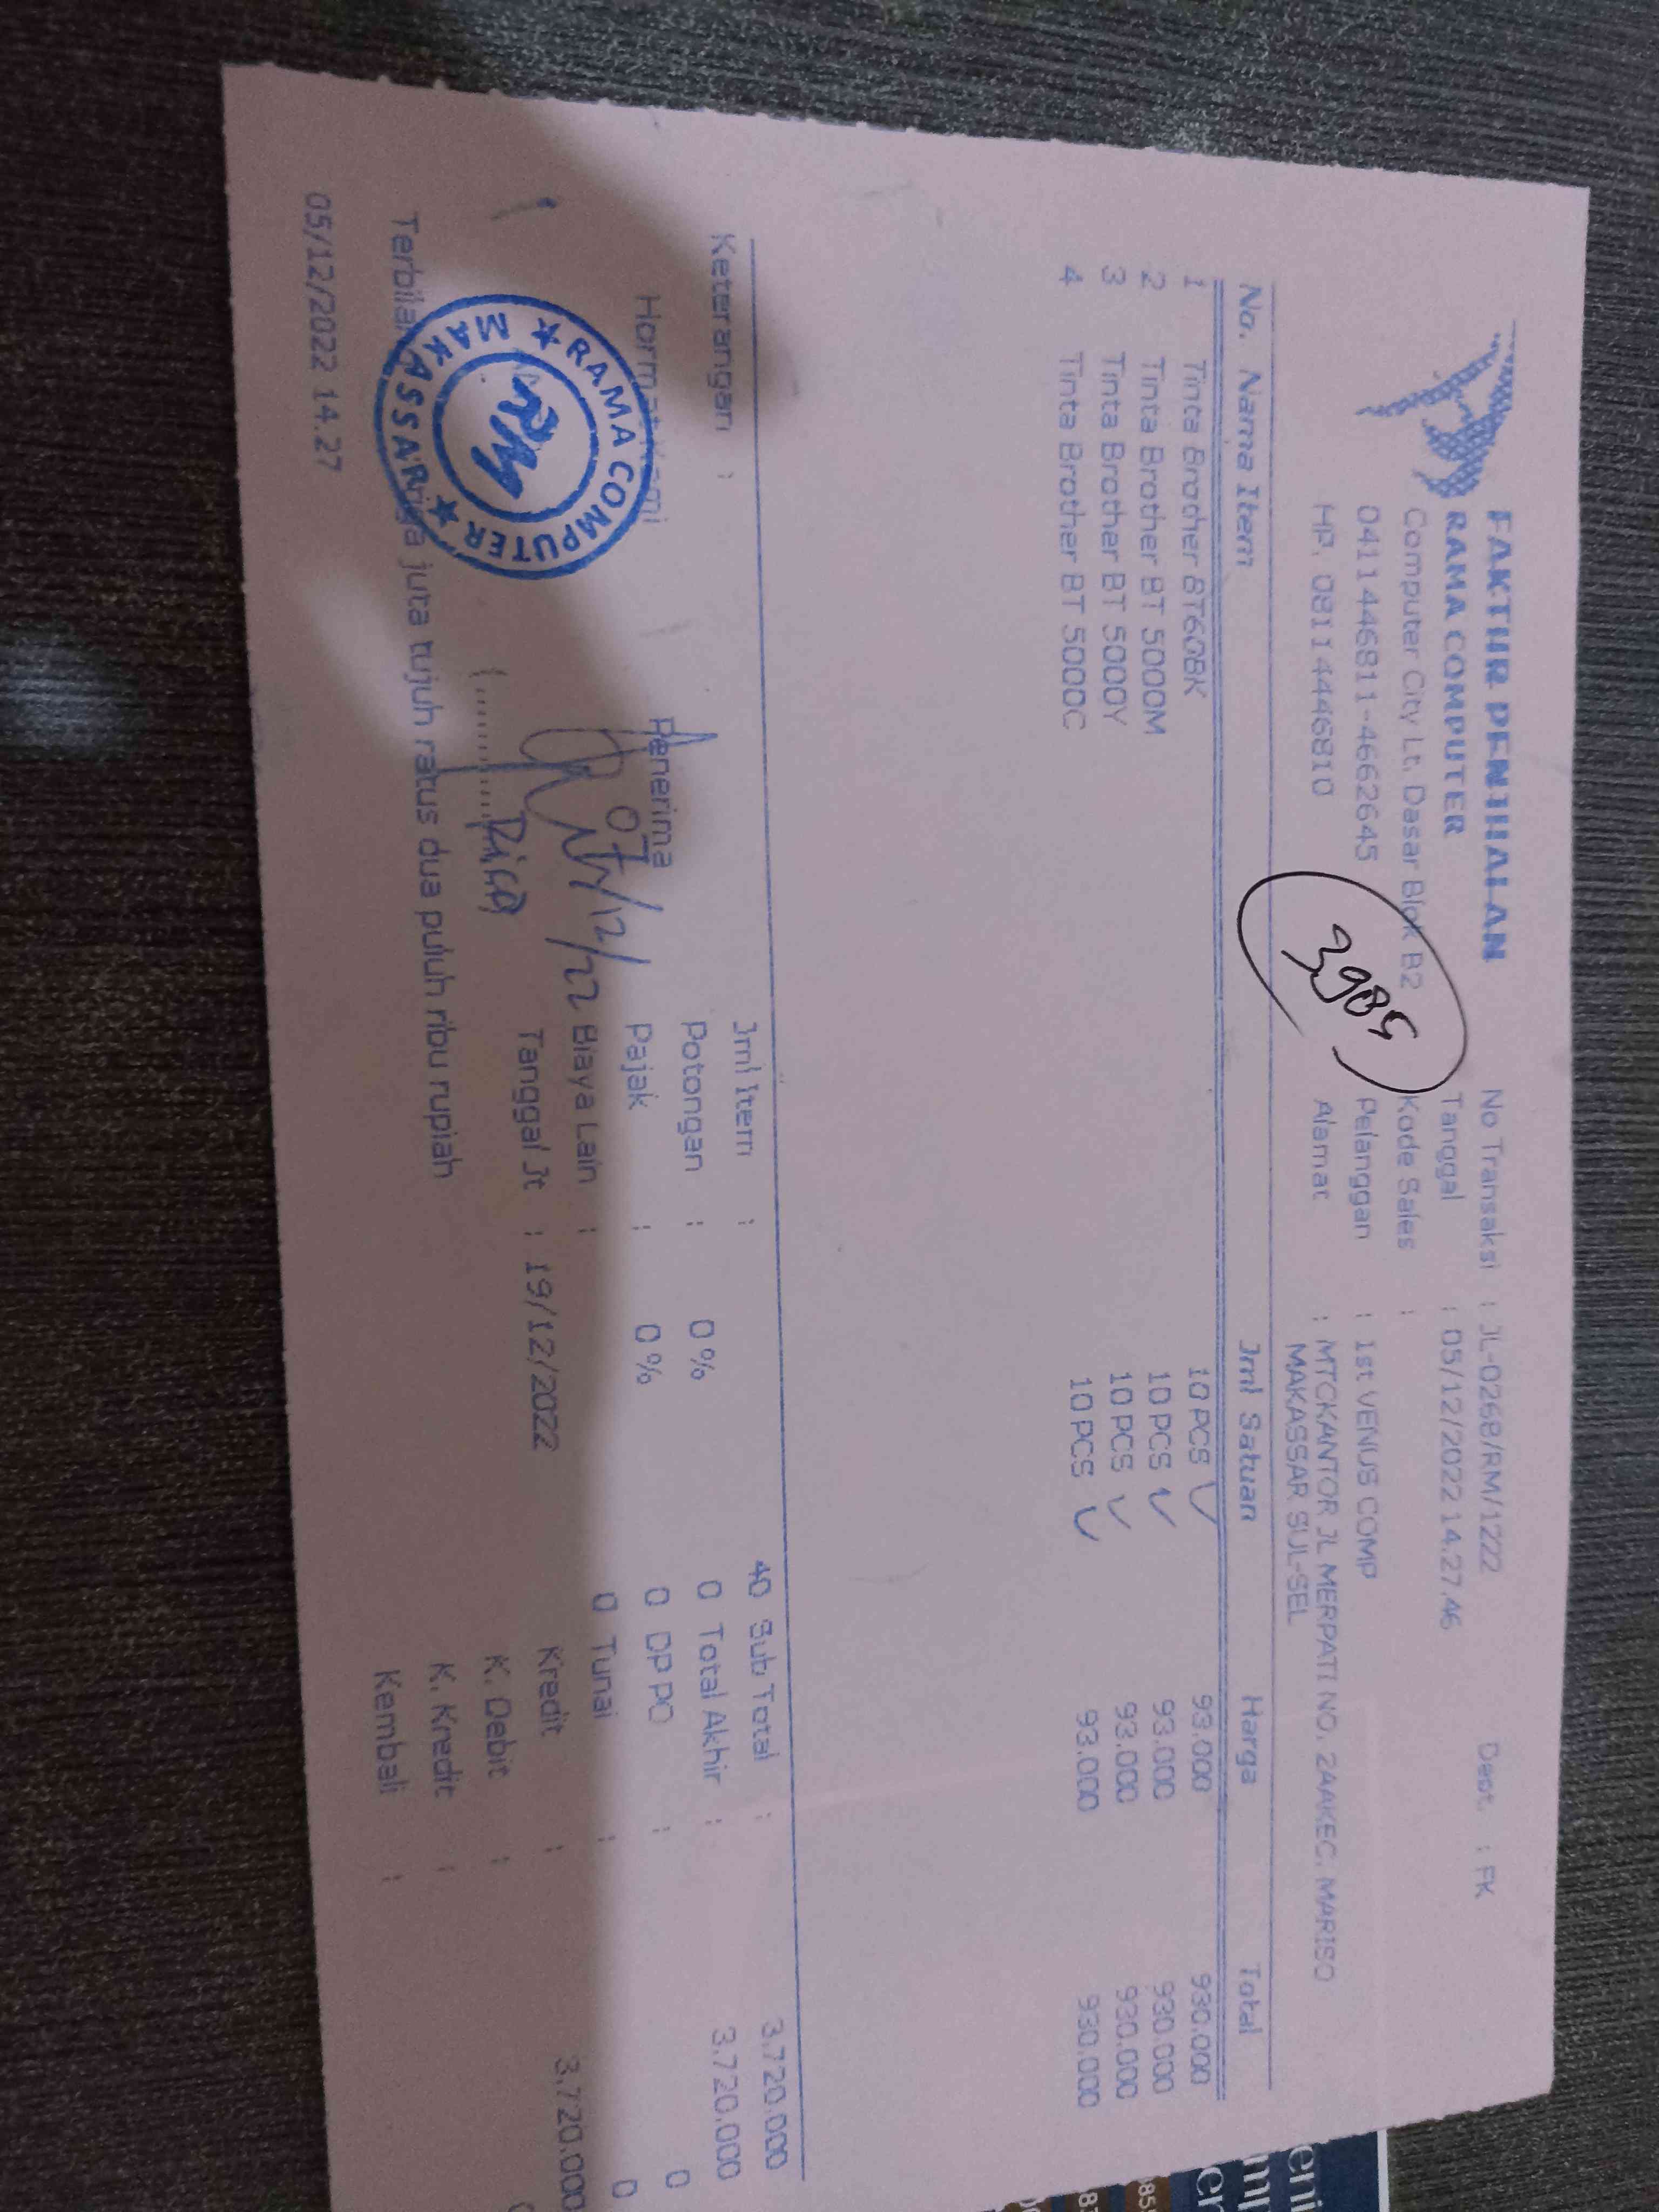 FAKTUR PENJUALAN
RAMA COMPUTER
Computer City Lt. Dasar Blok B2
04114446811-4662645
HP. 08114446810
3985
No Transaksi : JL-0268/RM/1222 Dept. : FK
Tanggal : 05/12/2022 14.27.46
Kode Sales :
Pelanggan : 1st VENUS COMP
Alamat : MTCKANTOR JL MERPATI NO. 2AAKEC. MARISO
MAKASSAR SUL-SEL
No. Nama Item Jml Satuan Harga Total
1 Tinta Brother BT60BK 10 PCS 93.000 930.000
2 Tinta Brother BT 5000M 10 PCS 93.000 930.000
3 Tinta Brother BT 5000Y 10 PCS 93.000 930.000
4 Tinta Brother BT 5000C 10 PCS 93.000 930.000
Keterangan : Jml Item : 40 Sub Total : 3.720.000
Potongan : 0 % 0 Total Akhir : 3.720.000
Hormat Kami Penerima Pajak : 0 % 0 DP PO : 0
07/12/22 Biaya Lain : 0 Tunai : 0
Tanggal Jt : 19/12/2022 Kredit : 3.720.000
K. Debit :
K. Kredit :
Kembali :
RAMA COMPUTER
RM
MAKASSAR
juta tujuh ratus dua puluh ribu rupiah
05/12/2022 14.27